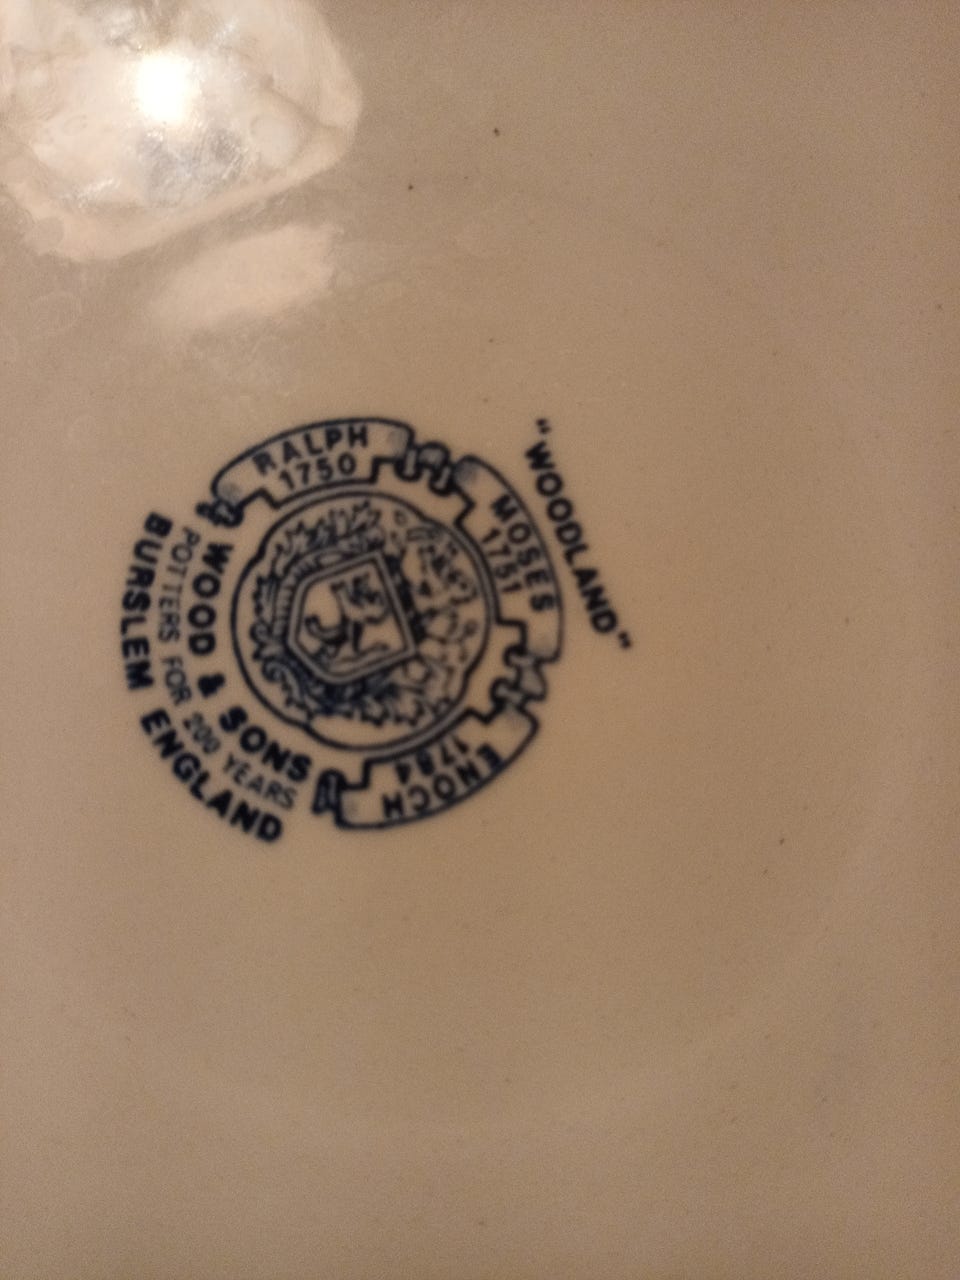 "WOODLAND"
RALPH
1750
MOSES
1751
ENOCH
1784
WOOD & SONS
POTTERS FOR 200 YEARS
BURSLEM ENGLAND